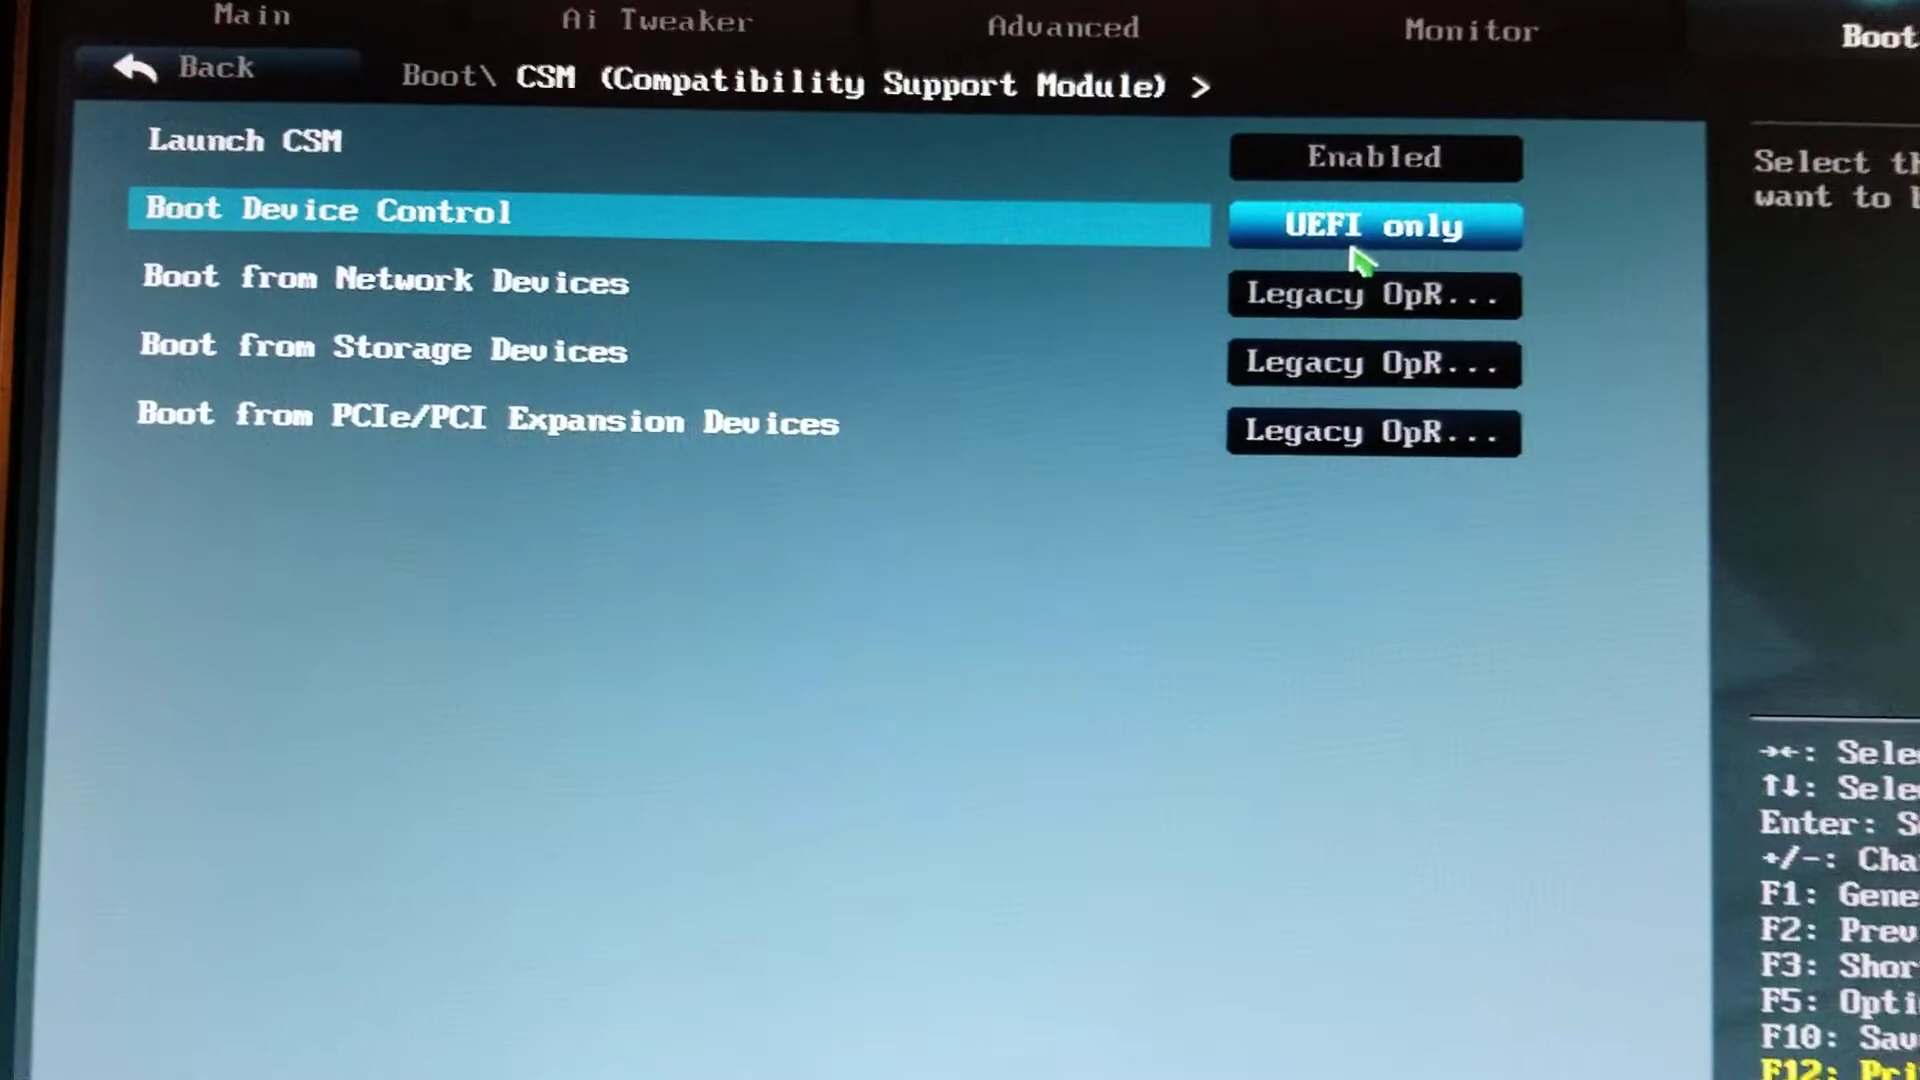 Main Ai Tweaker Advanced Monitor Boot
Back Boot\ CSM (Compatibility Support Module) >
Launch CSM Enabled
Boot Device Control UEFI only
Boot from Network Devices Legacy OpR...
Boot from Storage Devices Legacy OpR...
Boot from PCIe/PCI Expansion Devices Legacy OpR...
Select
want to
→←:
↑↓:
Enter:
+/-:
F1:
F2:
F3:
F5:
F10:
F12: